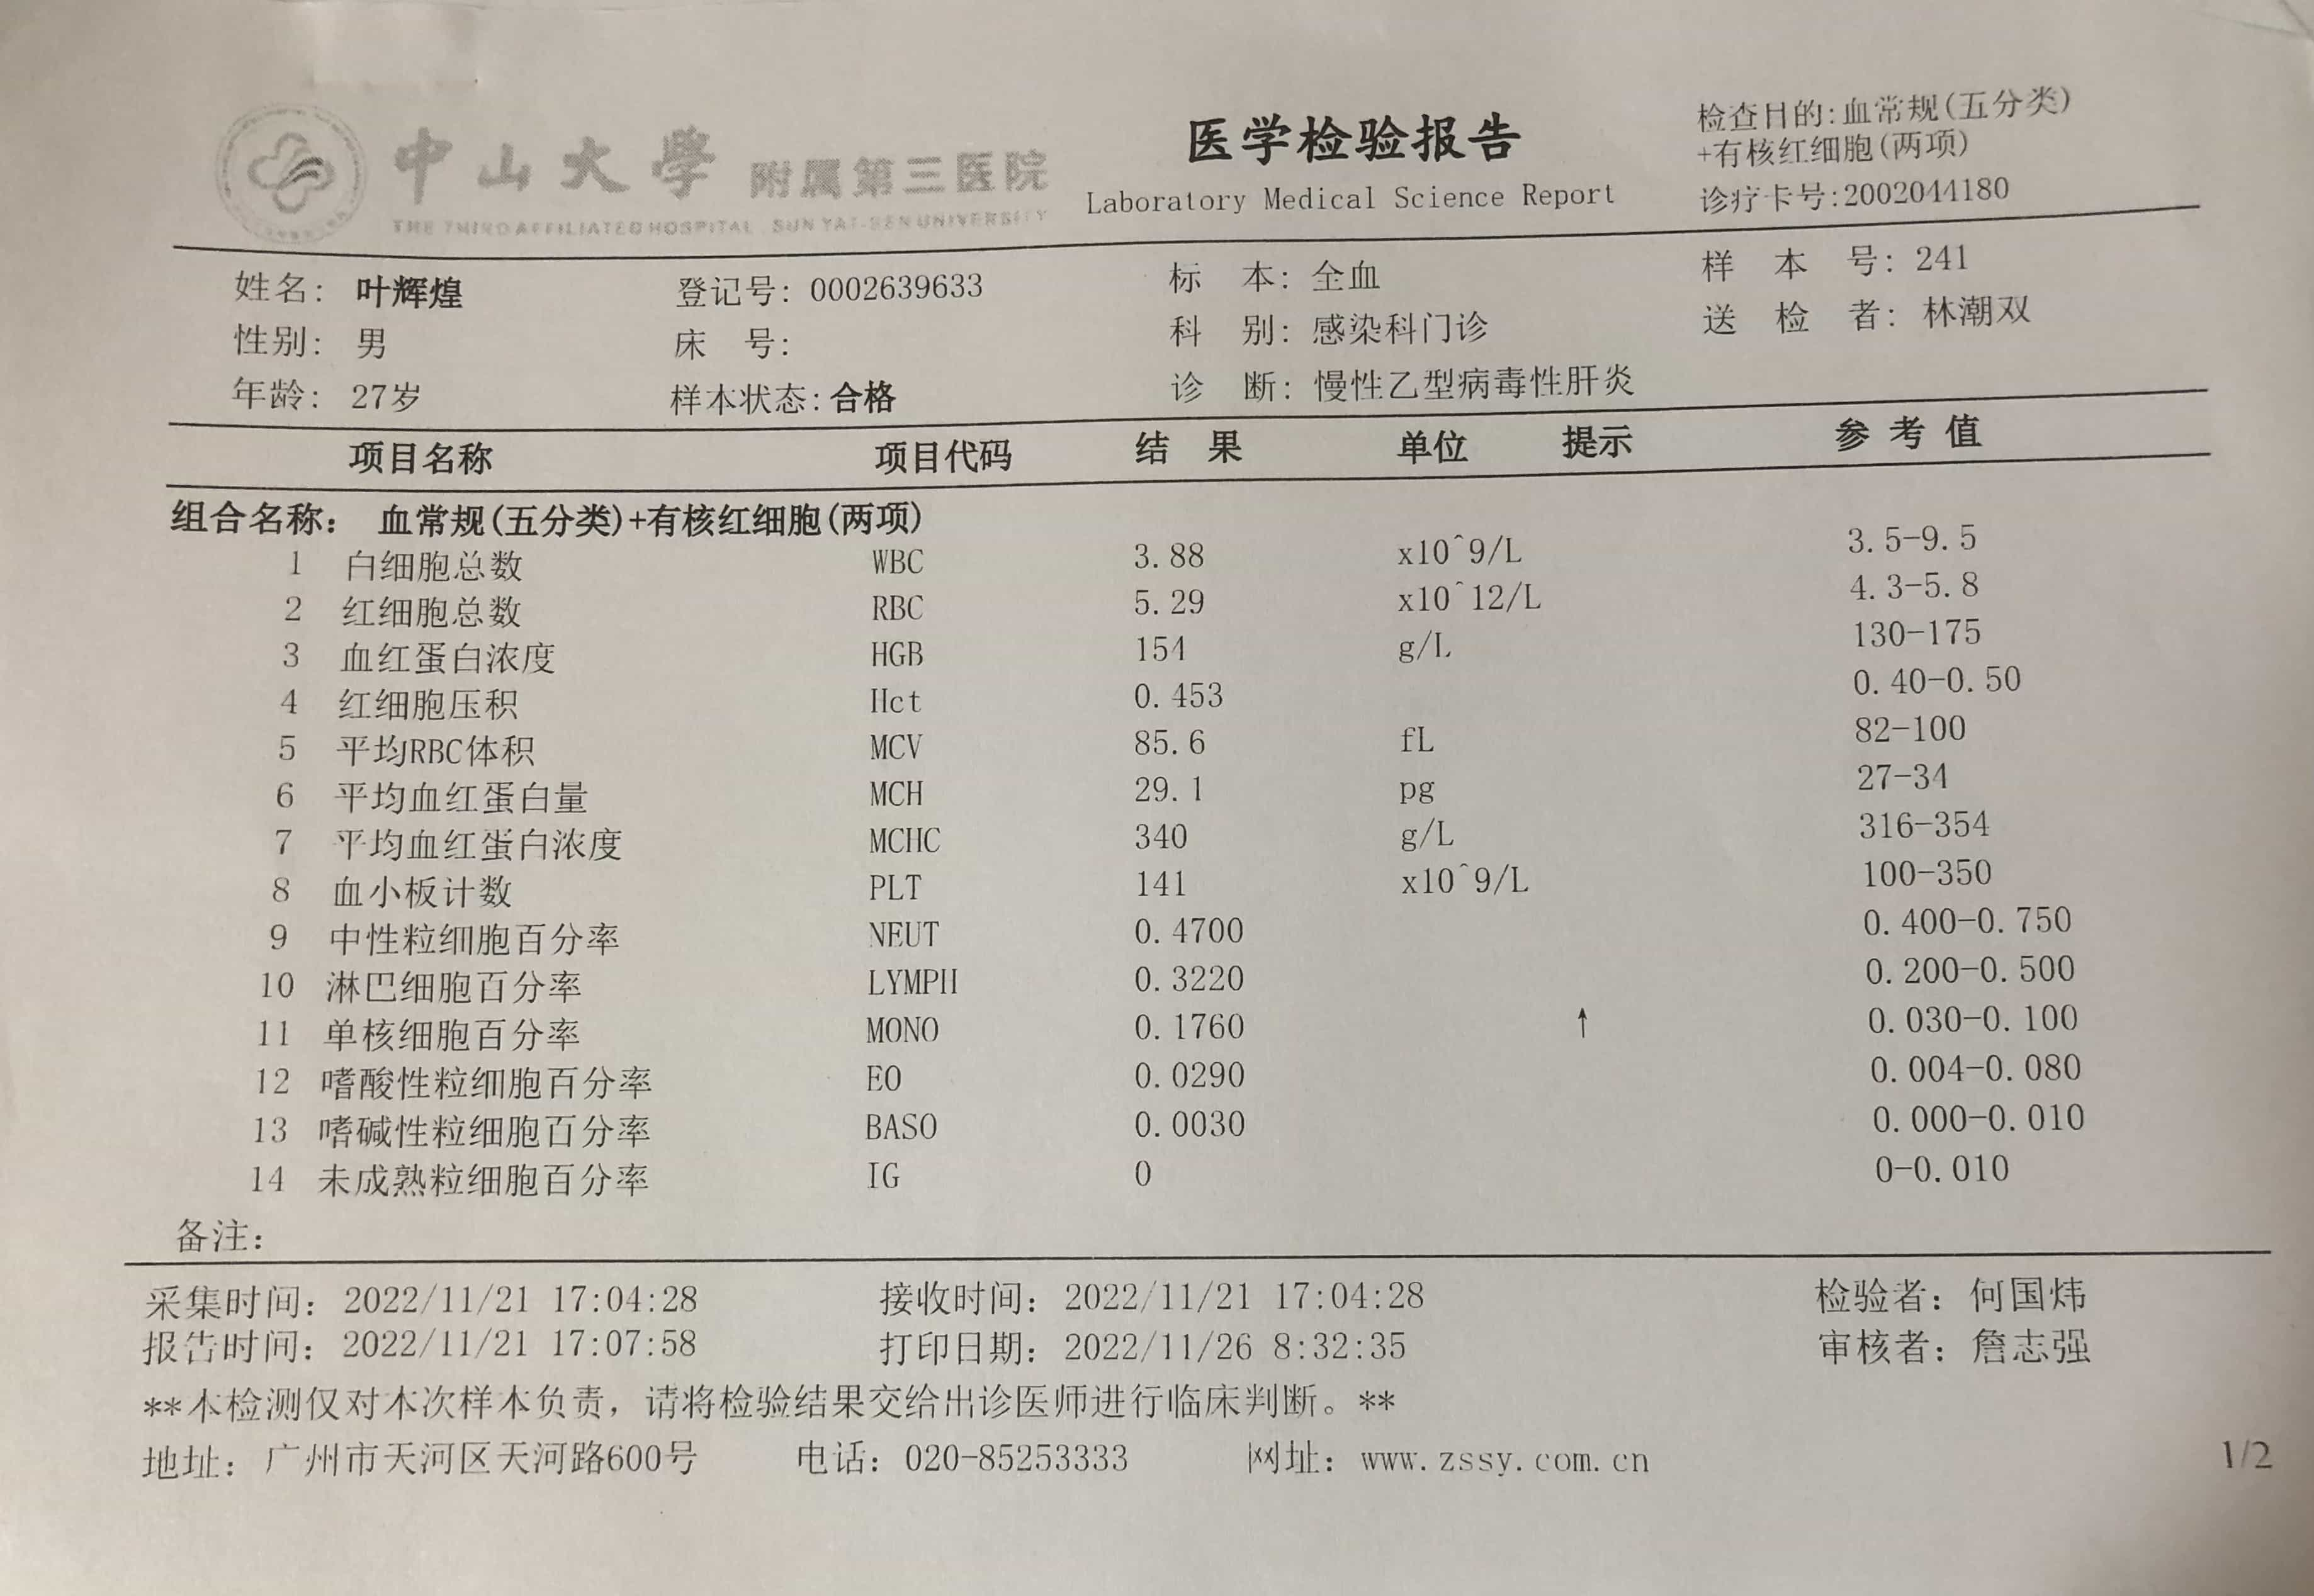 中山大学 附属第三医院
THE THIRD AFFILIATED HOSPITAL, SUN YAT-SEN UNIVERSITY
医学检验报告
Laboratory Medical Science Report
检查目的:血常规(五分类)
+有核红细胞(两项)
诊疗卡号:2002044180
姓名: 叶辉煌 登记号: 0002639633 标 本: 全血 样 本 号: 241
性别: 男 床 号: 科 别: 感染科门诊 送 检 者: 林潮双
年龄: 27岁 样本状态:合格 诊 断: 慢性乙型病毒性肝炎
项目名称 项目代码 结 果 单位 提示 参 考 值
组合名称: 血常规(五分类)+有核红细胞(两项)
1 白细胞总数 WBC 3.88 x10^9/L 3.5-9.5
2 红细胞总数 RBC 5.29 x10^12/L 4.3-5.8
3 血红蛋白浓度 HGB 154 g/L 130-175
4 红细胞压积 Hct 0.453 0.40-0.50
5 平均RBC体积 MCV 85.6 fL 82-100
6 平均血红蛋白量 MCH 29.1 pg 27-34
7 平均血红蛋白浓度 MCHC 340 g/L 316-354
8 血小板计数 PLT 141 x10^9/L 100-350
9 中性粒细胞百分率 NEUT 0.4700 0.400-0.750
10 淋巴细胞百分率 LYMPH 0.3220 0.200-0.500
11 单核细胞百分率 MONO 0.1760 ↑ 0.030-0.100
12 嗜酸性粒细胞百分率 EO 0.0290 0.004-0.080
13 嗜碱性粒细胞百分率 BASO 0.0030 0.000-0.010
14 未成熟粒细胞百分率 IG 0 0-0.010
备注:
采集时间: 2022/11/21 17:04:28 接收时间: 2022/11/21 17:04:28 检验者: 何国炜
报告时间: 2022/11/21 17:07:58 打印日期: 2022/11/26 8:32:35 审核者: 詹志强
**本检测仅对本次样本负责,请将检验结果交给出诊医师进行临床判断。**
地址: 广州市天河区天河路600号 电话: 020-85253333 网址: www.zssy.com.cn 1/2